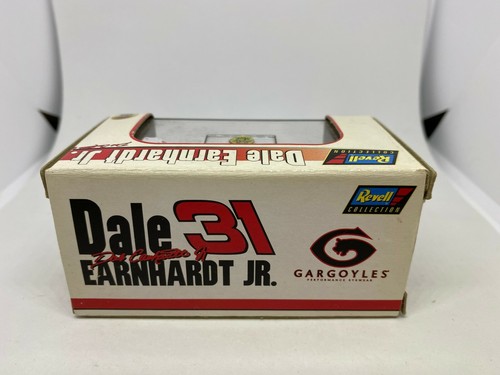 Dale Earnhardt Jr.
Revell
COLLECTION
Revell
COLLECTION
Dale 31
EARNHARDT JR.
GARGOYLES
PERFORMANCE EYEWEAR